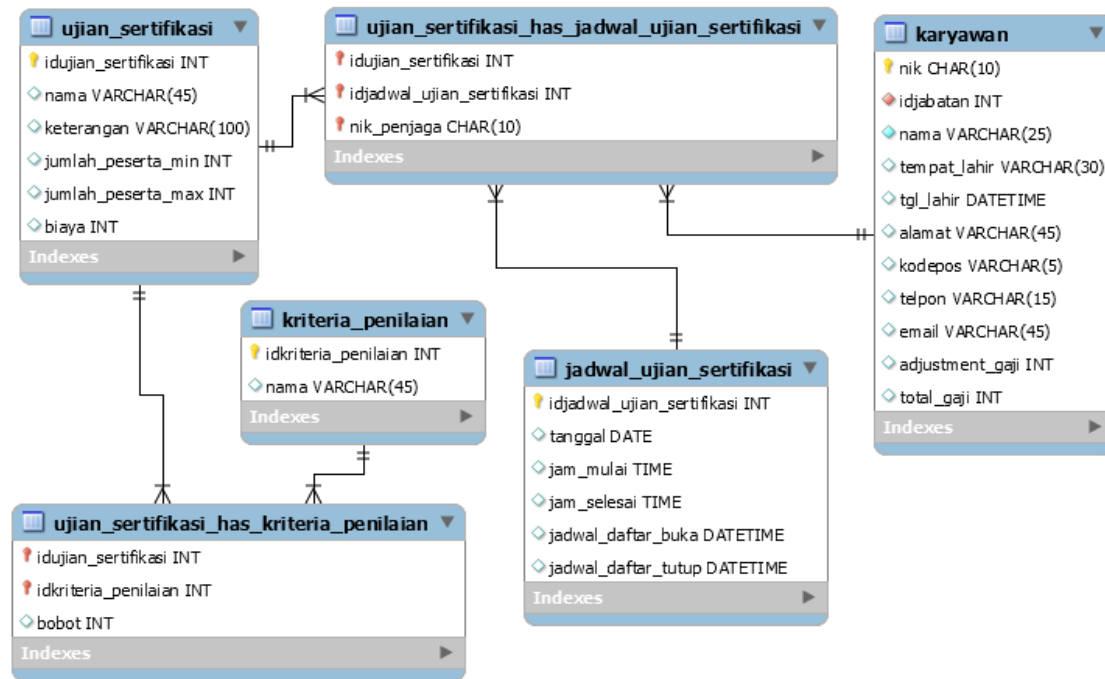 ujian_sertifikasi
idujian_sertifikasi INT
nama VARCHAR(45)
keterangan VARCHAR(100)
jumlah_peserta_min INT
jumlah_peserta_max INT
biaya INT
Indexes
ujian_sertifikasi_has_jadwal_ujian_sertifikasi
idujian_sertifikasi INT
idjadwal_ujian_sertifikasi INT
nik_penjaga CHAR(10)
Indexes
karyawan
nik CHAR(10)
idjabatan INT
nama VARCHAR(25)
tempat_lahir VARCHAR(30)
tgl_lahir DATETIME
alamat VARCHAR(45)
kodepos VARCHAR(5)
telpon VARCHAR(15)
email VARCHAR(45)
adjustment_gaji INT
total_gaji INT
Indexes
kriteria_penilaian
idkriteria_penilaian INT
nama VARCHAR(45)
Indexes
jadwal_ujian_sertifikasi
idjadwal_ujian_sertifikasi INT
tanggal DATE
jam_mulai TIME
jam_selesai TIME
jadwal_daftar_buka DATETIME
jadwal_daftar_tutup DATETIME
Indexes
ujian_sertifikasi_has_kriteria_penilaian
idujian_sertifikasi INT
idkriteria_penilaian INT
bobot INT
Indexes